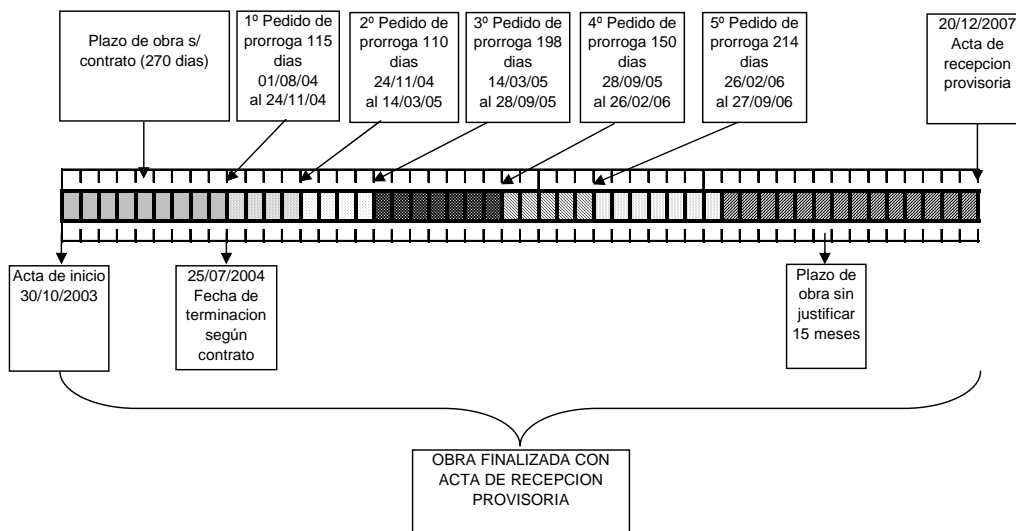 Plazo de obra s/
contrato (270 dias)
1º Pedido de
prorroga 115
dias
01/08/04
al 24/11/04
2º Pedido de
prorroga 110
dias
24/11/04
al 14/03/05
3º Pedido de
prorroga 198
dias
14/03/05
al 28/09/05
4º Pedido de
prorroga 150
dias
28/09/05
al 26/02/06
5º Pedido de
prorroga 214
dias
26/02/06
al 27/09/06
20/12/2007
Acta de
recepcion
provisoria
Acta de inicio
30/10/2003
25/07/2004
Fecha de
terminacion
según
contrato
Plazo de
obra sin
justificar
15 meses
OBRA FINALIZADA CON
ACTA DE RECEPCION
PROVISORIA